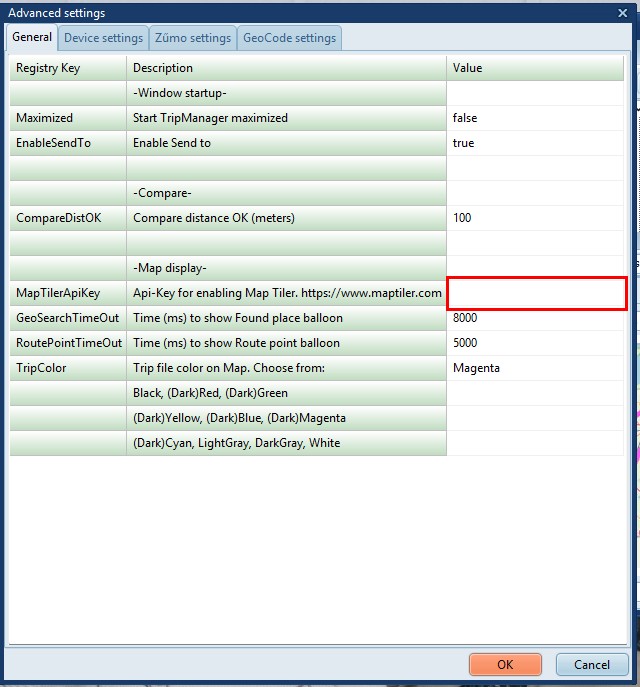 Advanced settings
General Device settings Zūmo settings GeoCode settings
Registry Key Description Value
-Window startup-
Maximized Start TripManager maximized false
EnableSendTo Enable Send to true
-Compare-
CompareDistOK Compare distance OK (meters) 100
-Map display-
MapTilerApiKey Api-Key for enabling Map Tiler. https://www.maptiler.com
GeoSearchTimeOut Time (ms) to show Found place balloon 8000
RoutePointTimeOut Time (ms) to show Route point balloon 5000
TripColor Trip file color on Map. Choose from: Magenta
Black, (Dark)Red, (Dark)Green
(Dark)Yellow, (Dark)Blue, (Dark)Magenta
(Dark)Cyan, LightGray, DarkGray, White
OK Cancel